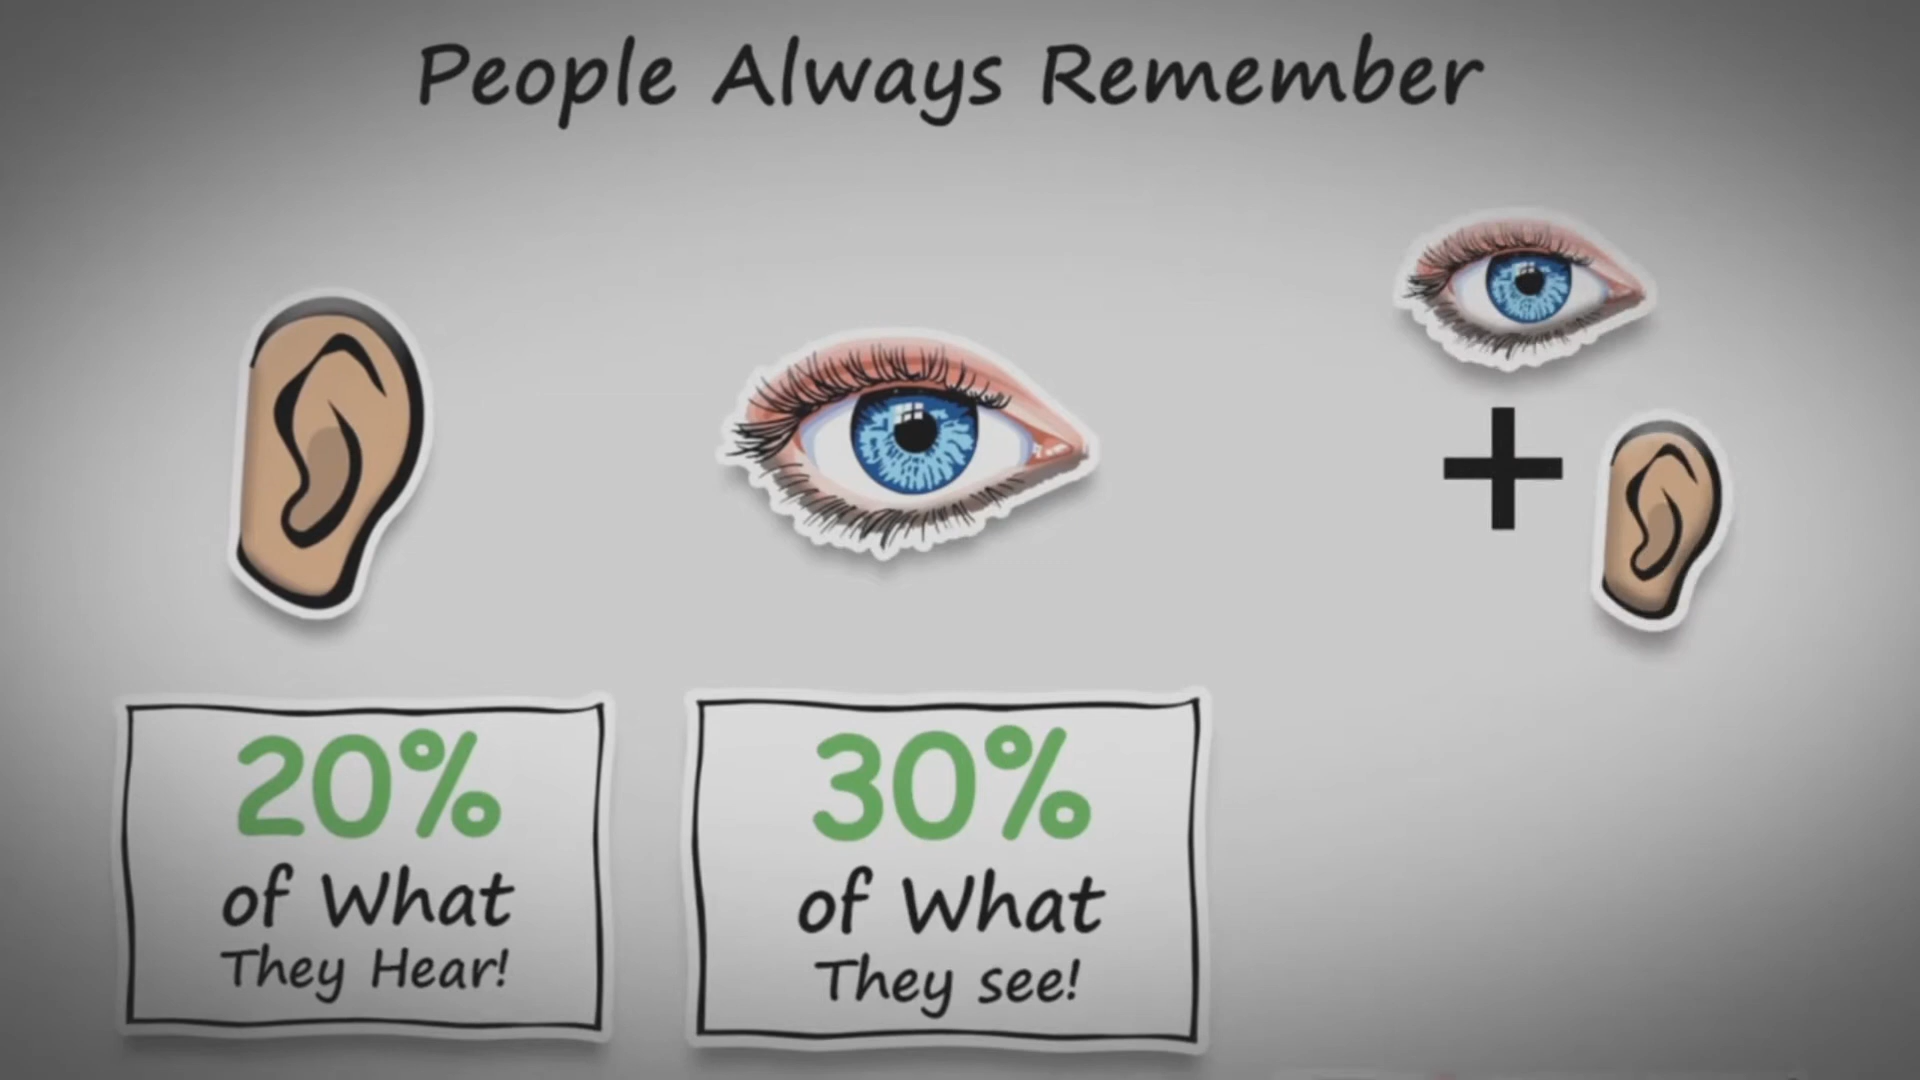 People Always Remember
20%
of What
They Hear!
30%
of What
They see!